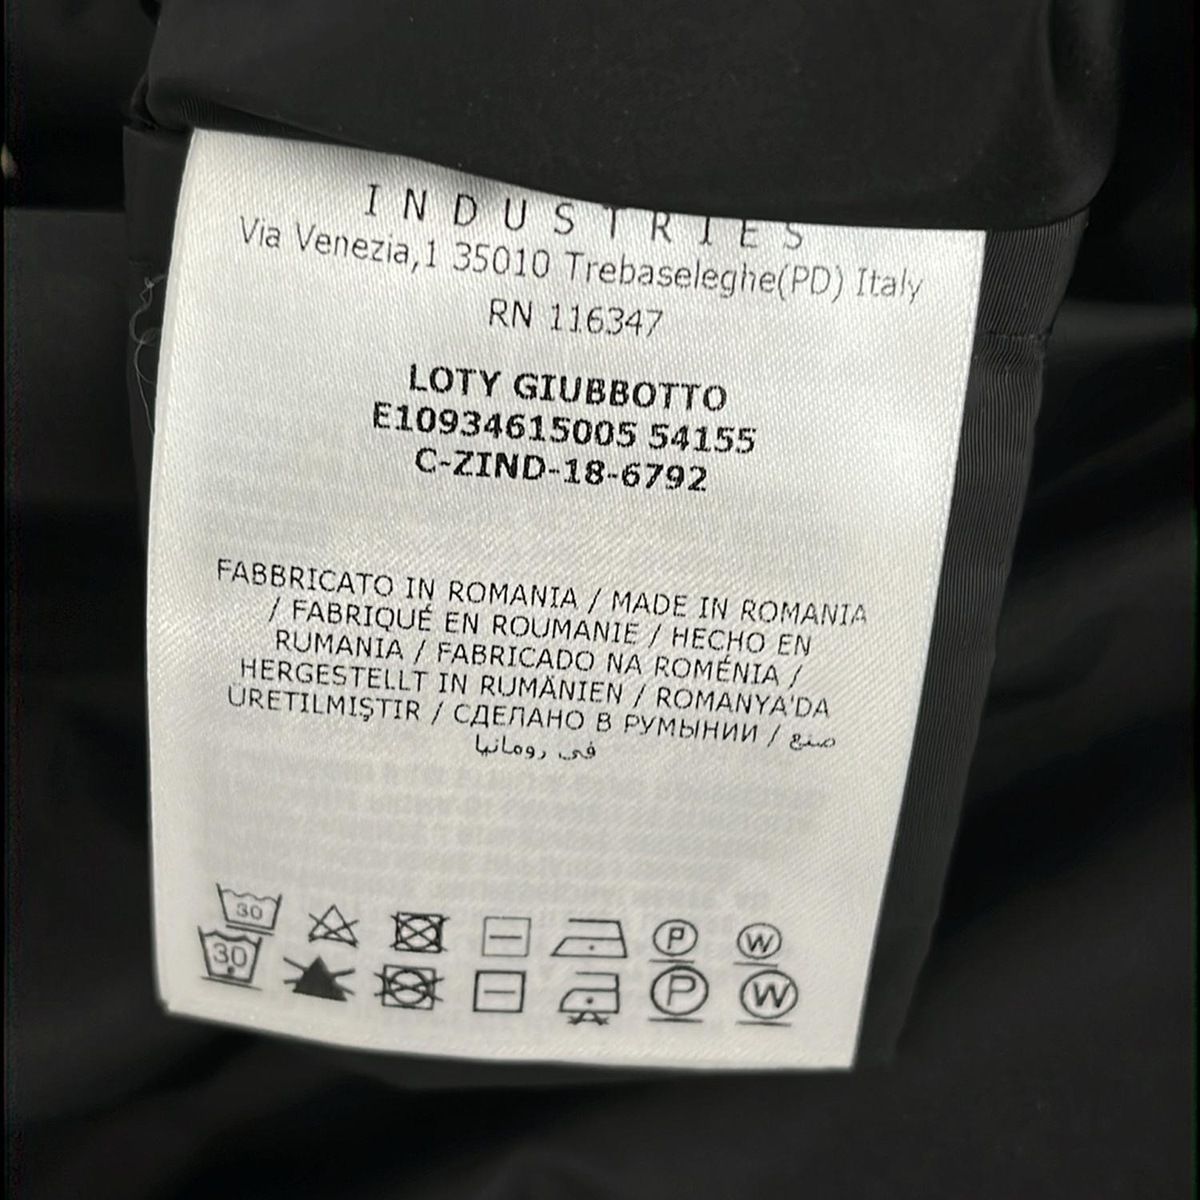 INDUSTRIES
Via Venezia,1 35010 Trebaseleghe(PD) Italy
RN 116347
LOTY GIUBBOTTO
E10934615005 54155
C-ZIND-18-6792
FABBRICATO IN ROMANIA / MADE IN ROMANIA
/ FABRIQUÉ EN ROUMANIE / HECHO EN
RUMANIA / FABRICADO NA ROMÉNIA /
HERGESTELLT IN RUMÄNIEN / ROMANYA'DA
ÜRETILMIŞTIR / СДЕЛАНО В РУМЫНИИ / صنع
في رومانيا
30 P W
30 P W